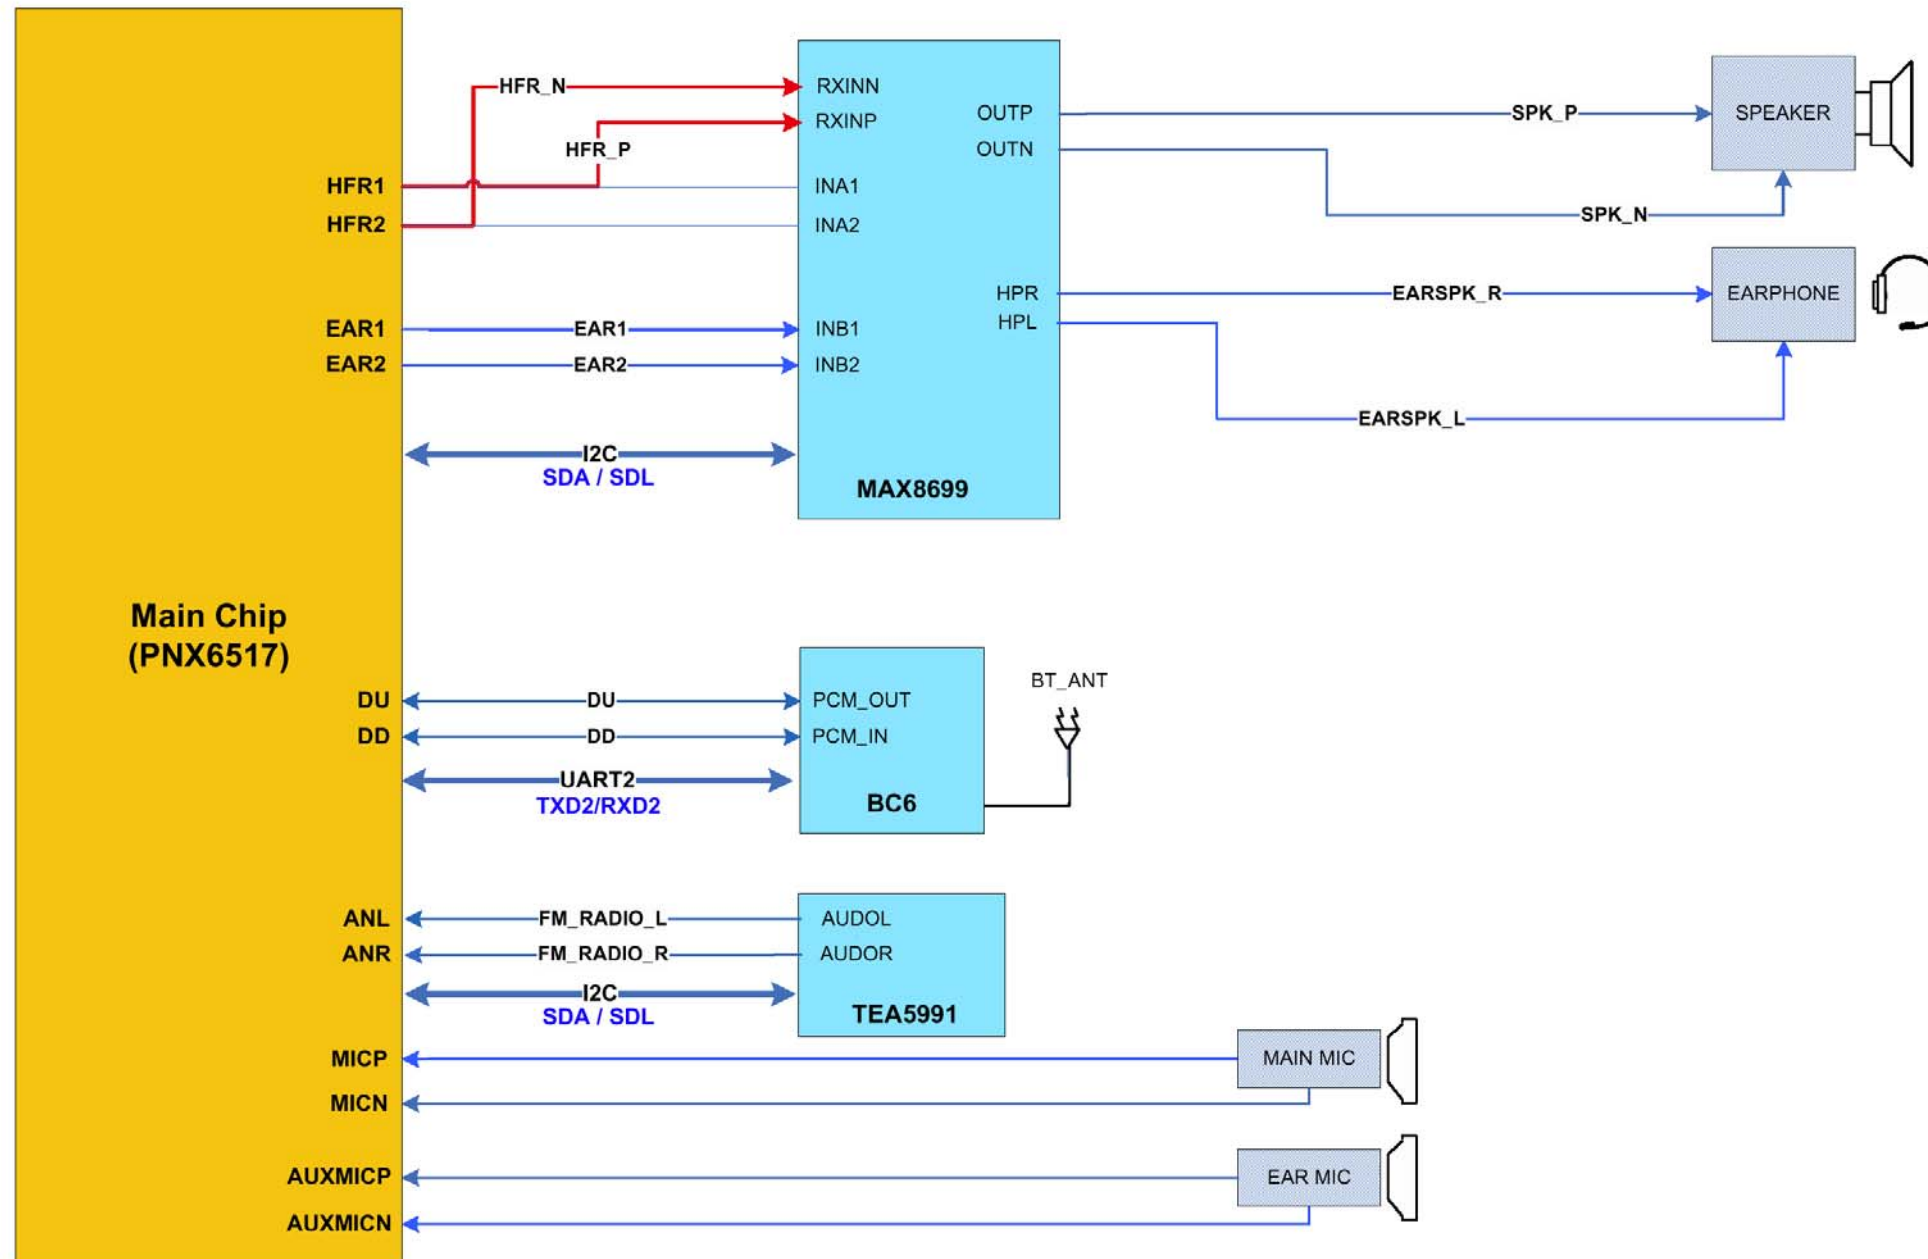 HFR_N
RXINN
RXINP
HFR_P
OUTP
OUTN
SPK_P
SPEAKER
HFR1
INA1
HFR2
INA2
SPK_N
HPR
HPL
EARSPK_R
EARPHONE
EAR1
EAR1
INB1
EAR2
EAR2
INB2
EARSPK_L
I2C
SDA / SDL
MAX8699
Main Chip
(PNX6517)
DU
DU
PCM_OUT
BT_ANT
DD
DD
PCM_IN
UART2
TXD2/RXD2
BC6
ANL
FM_RADIO_L
AUDOL
ANR
FM_RADIO_R
AUDOR
I2C
SDA / SDL
TEA5991
MICP
MAIN MIC
MICN
AUXMICP
EAR MIC
AUXMICN